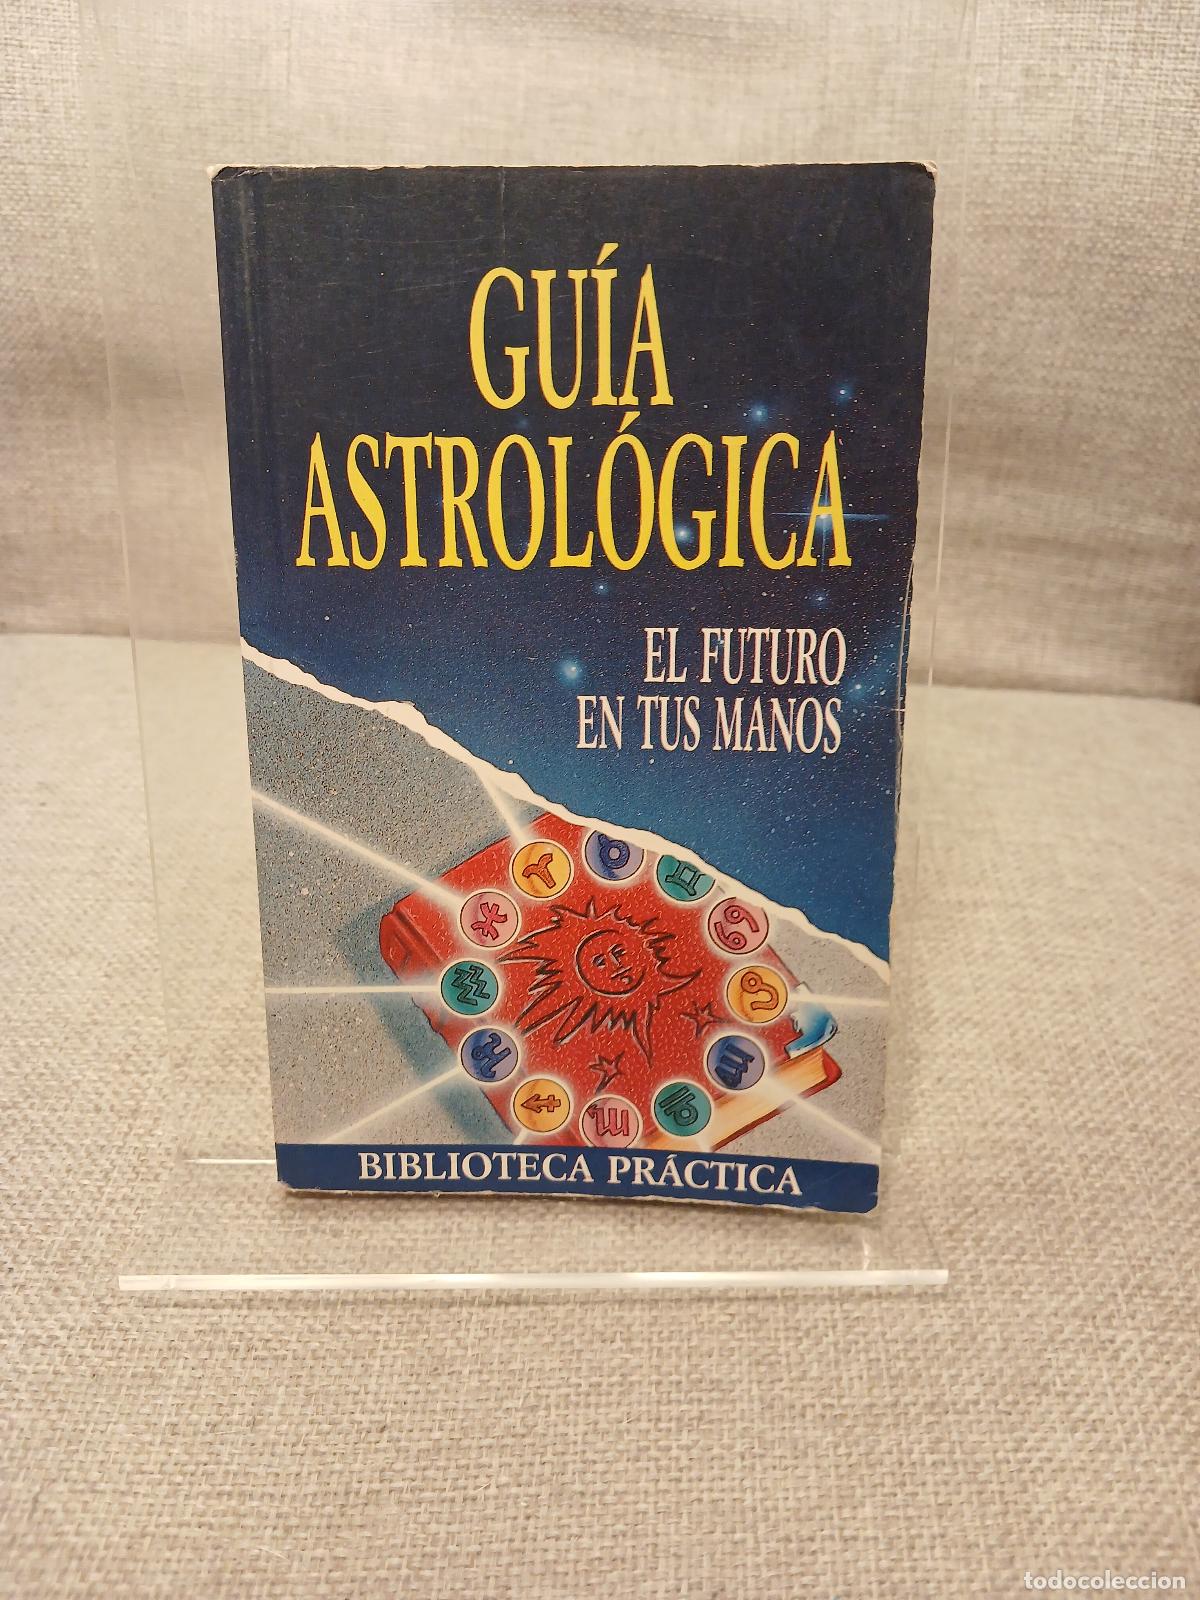 GUÍA
ASTROLÓGICA
EL FUTURO
EN TUS MANOS
BIBLIOTECA PRÁCTICA
todocoleccion